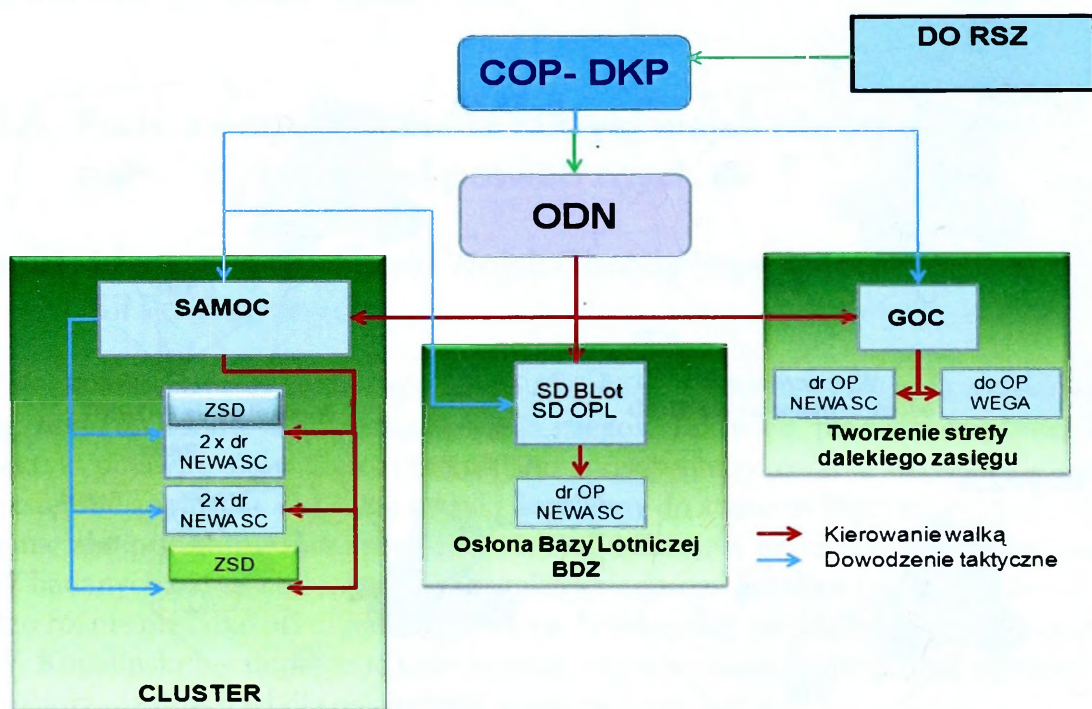 DO RSZ
COP- DKP
ODN
SAMOC
ZSD
2 x dr
NEWA SC
2 x dr
NEWA SC
ZSD
CLUSTER
SD BLot
SD OPL
dr OP
NEWA SC
Osłona Bazy Lotniczej
BDZ
GOC
dr OP
NEWA SC
do OP
WEGA
Tworzenie strefy
dalekiego zasięgu
Kierowanie walką
Dowodzenie taktyczne